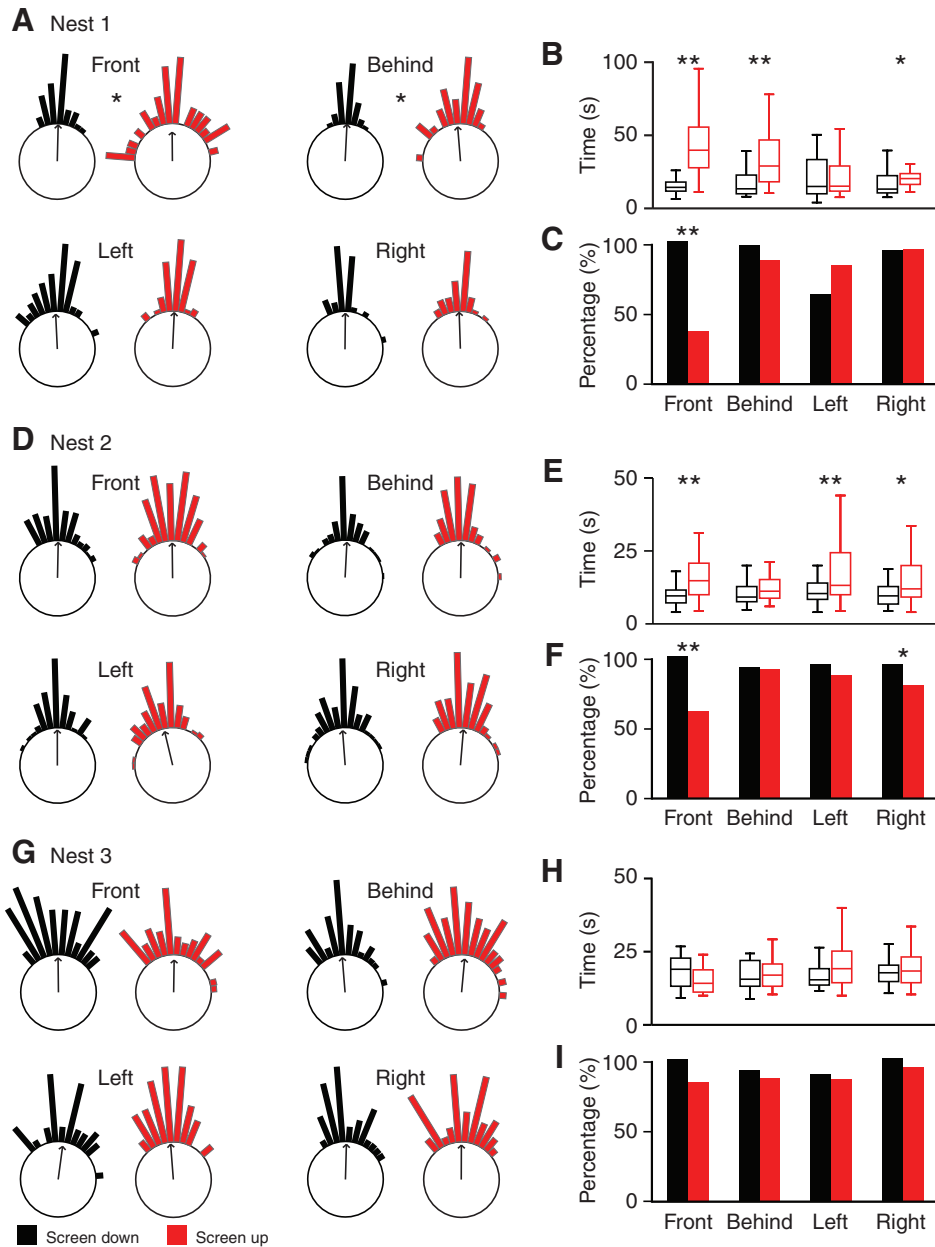 A Nest 1
Front
*
Behind
*
Left
Right
B
Time (s)
100
50
0
** ** *
C
Percentage (%)
100
50
0
**
Front Behind Left Right
D Nest 2
Front
Behind
Left
Right
E
Time (s)
50
25
0
** ** *
F
Percentage (%)
100
50
0
** *
Front Behind Left Right
G Nest 3
Front
Behind
Left
Right
H
Time (s)
50
25
0
I
Percentage (%)
100
50
0
Front Behind Left Right
Screen down Screen up